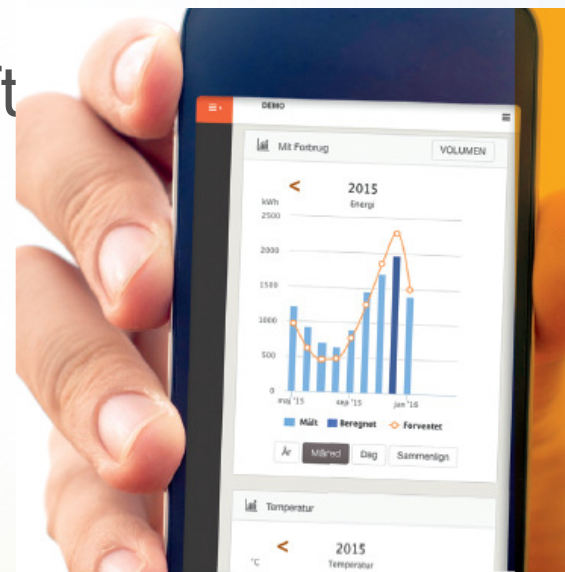 ft
DEMO
Mit Forbrug
VOLUMEN
<
2015
kWh
Energi
2500
2000
1500
1000
500
0
maj '15
sep '15
jan '16
Målt
Beregnet
Forventet
År
Måned
Dag
Sammenlign
Temperatur
<
2015
°C
Temperatur